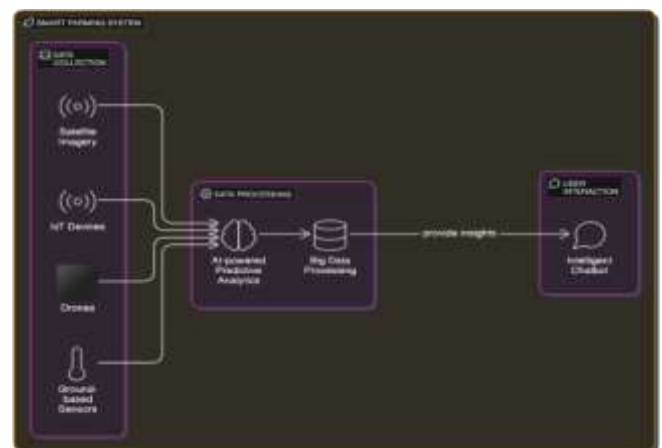 SMART FARMING SYSTEM
DATA
COLLECTION
Satellite
Imagery
IoT Devices
Drones
Ground-
based
Sensors
DATA PROCESSING
AI-powered
Predictive
Analytics
Big Data
Processing
provide insights
USER
INTERACTION
Intelligent
Chatbot